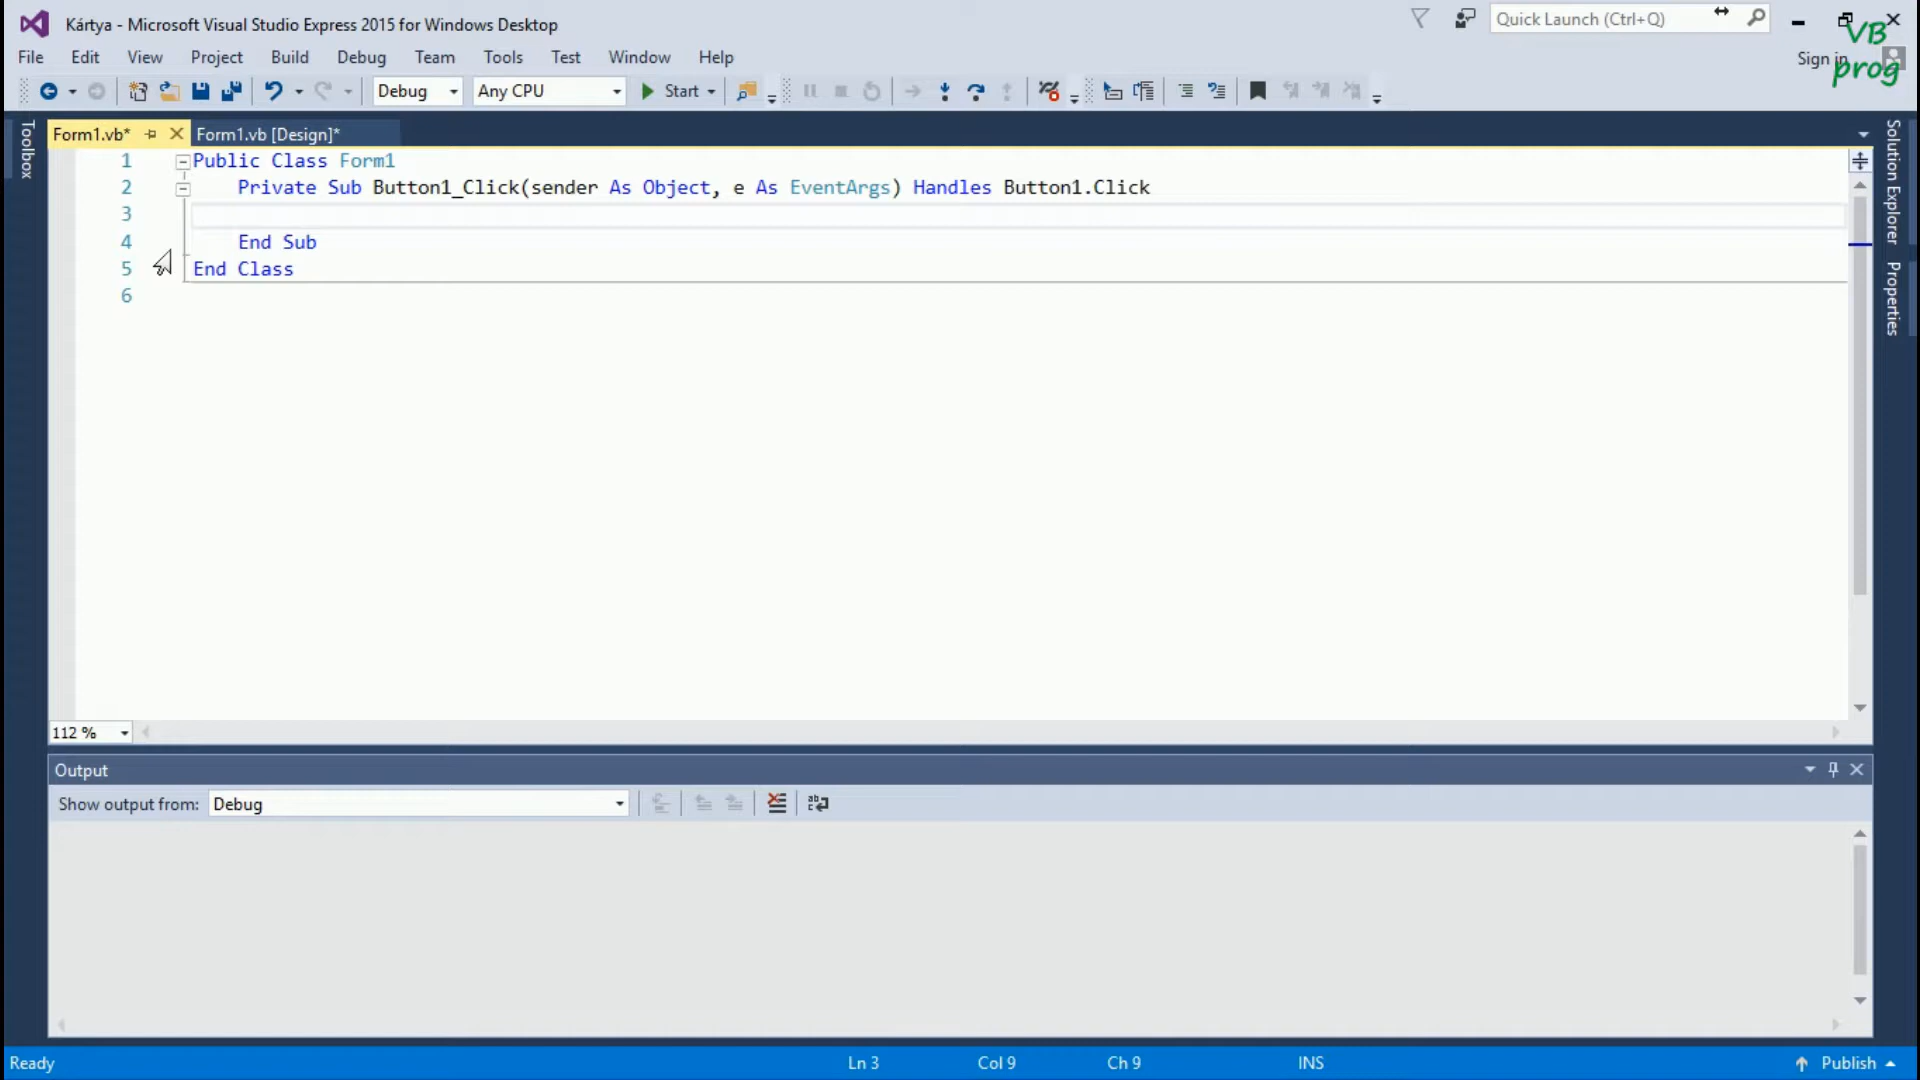 Kártya - Microsoft Visual Studio Express 2015 for Windows Desktop
Quick Launch (Ctrl+Q)
VB
prog
File Edit View Project Build Debug Team Tools Test Window Help
Sign in
Debug Any CPU Start
Toolbox
Form1.vb* Form1.vb [Design]*
Solution Explorer
Properties
1 Public Class Form1
2 Private Sub Button1_Click(sender As Object, e As EventArgs) Handles Button1.Click
3
4 End Sub
5 End Class
6
112 %
Output
Show output from: Debug
Ready Ln 3 Col 9 Ch 9 INS Publish